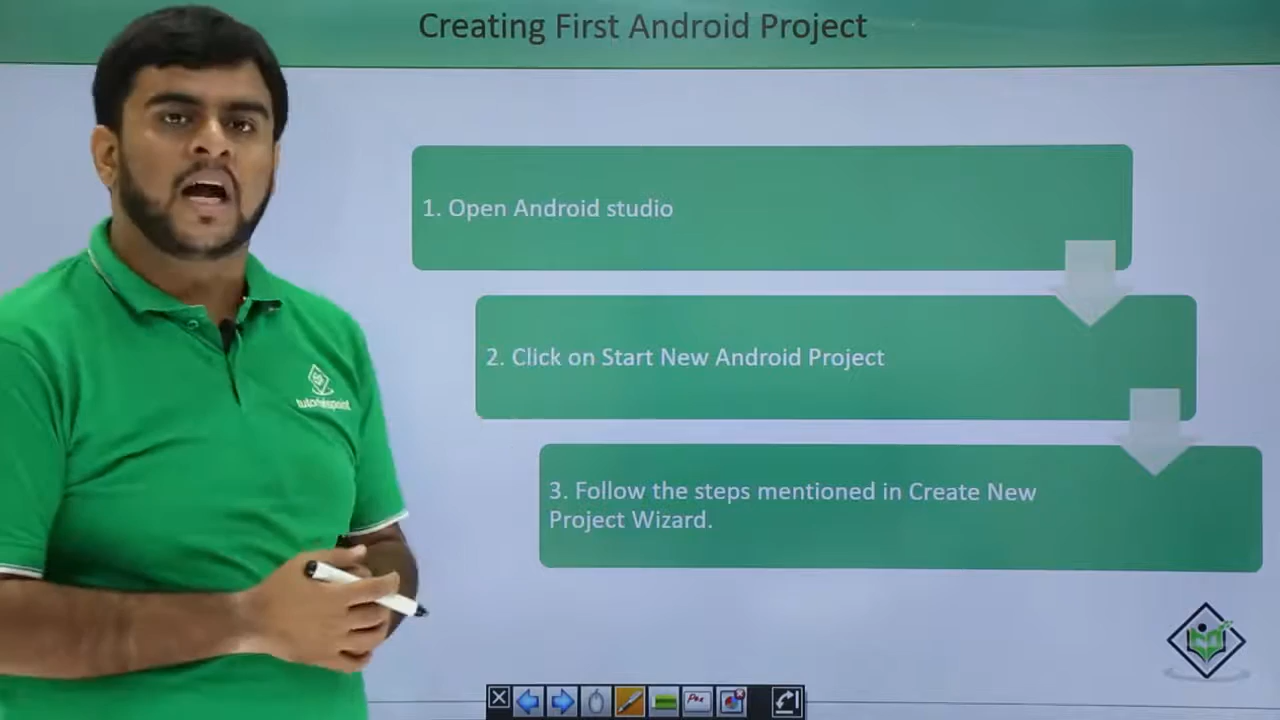 Creating First Android Project
1. Open Android studio
2. Click on Start New Android Project
3. Follow the steps mentioned in Create New
Project Wizard.
tutorialspoint